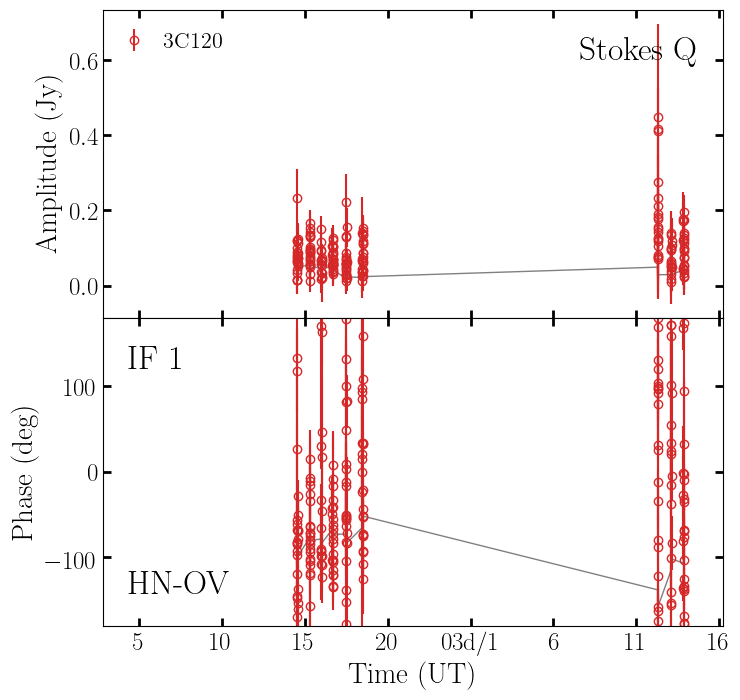 3C120
Stokes Q
Amplitude (Jy)
0.6
0.4
0.2
0.0
IF 1
HN-OV
Phase (deg)
100
0
−100
5 10 15 20 03d/1 6 11 16
Time (UT)